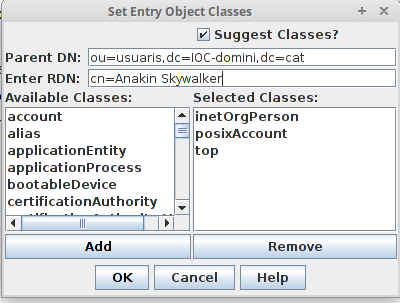 Set Entry Object Classes
Suggest Classes?
Parent DN: ou=usuaris,dc=IOC-domini,dc=cat
Enter RDN: cn=Anakin Skywalker
Available Classes: Selected Classes:
account inetOrgPerson
alias posixAccount
applicationEntity top
applicationProcess
bootableDevice
certificationAuthority
Add Remove
OK Cancel Help